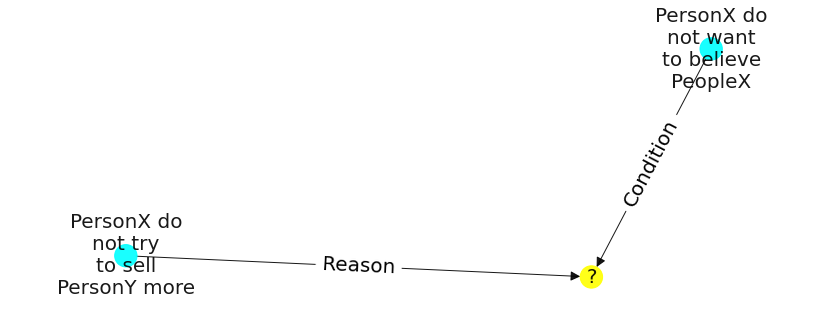 PersonX do
not want
to believe
PeopleX
Condition
PersonX do
not try
to sell
PersonY more
Reason
?